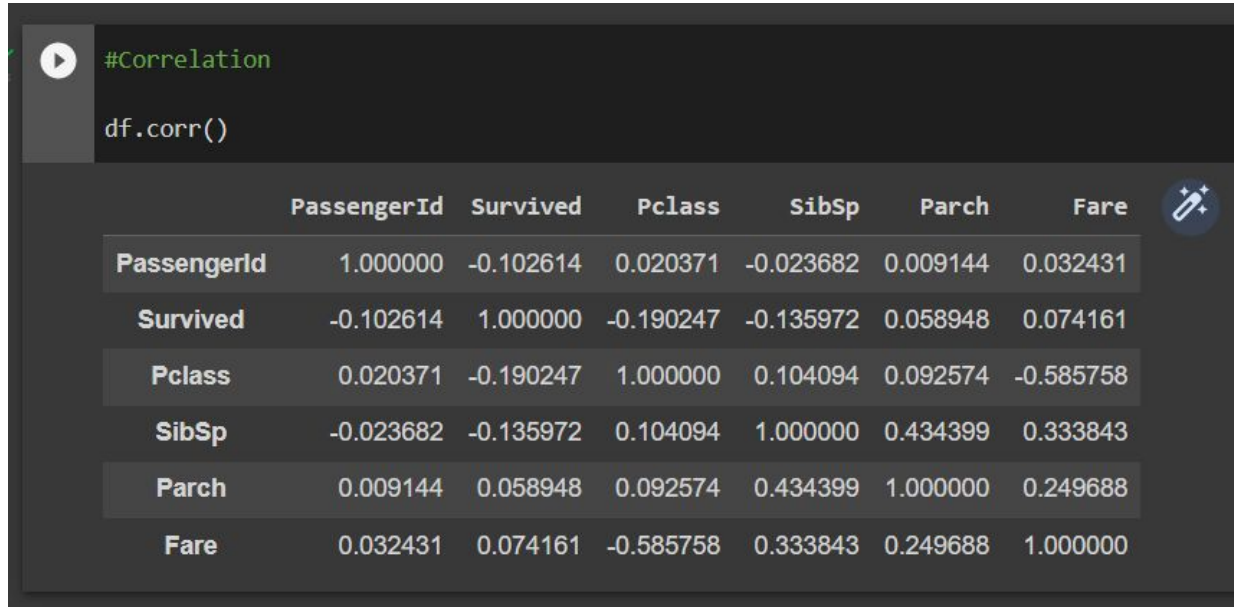 #Correlation
df.corr()
PassengerId Survived Pclass SibSp Parch Fare
PassengerId 1.000000 -0.102614 0.020371 -0.023682 0.009144 0.032431
Survived -0.102614 1.000000 -0.190247 -0.135972 0.058948 0.074161
Pclass 0.020371 -0.190247 1.000000 0.104094 0.092574 -0.585758
SibSp -0.023682 -0.135972 0.104094 1.000000 0.434399 0.333843
Parch 0.009144 0.058948 0.092574 0.434399 1.000000 0.249688
Fare 0.032431 0.074161 -0.585758 0.333843 0.249688 1.000000